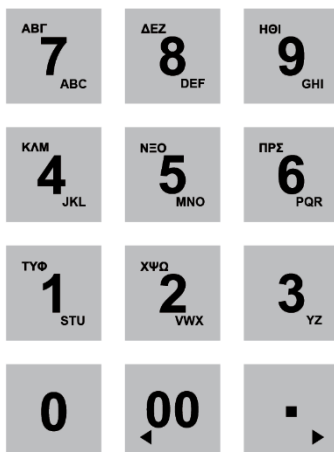 ΑΒΓ ΔΕΖ ΗΘΙ
7 8 9
ABC DEF GHI
ΚΛΜ ΝΞΟ ΠΡΣ
4 5 6
JKL MNO PQR
ΤΥΦ ΧΨΩ
1 2 3
STU VWX YZ
0 00 .